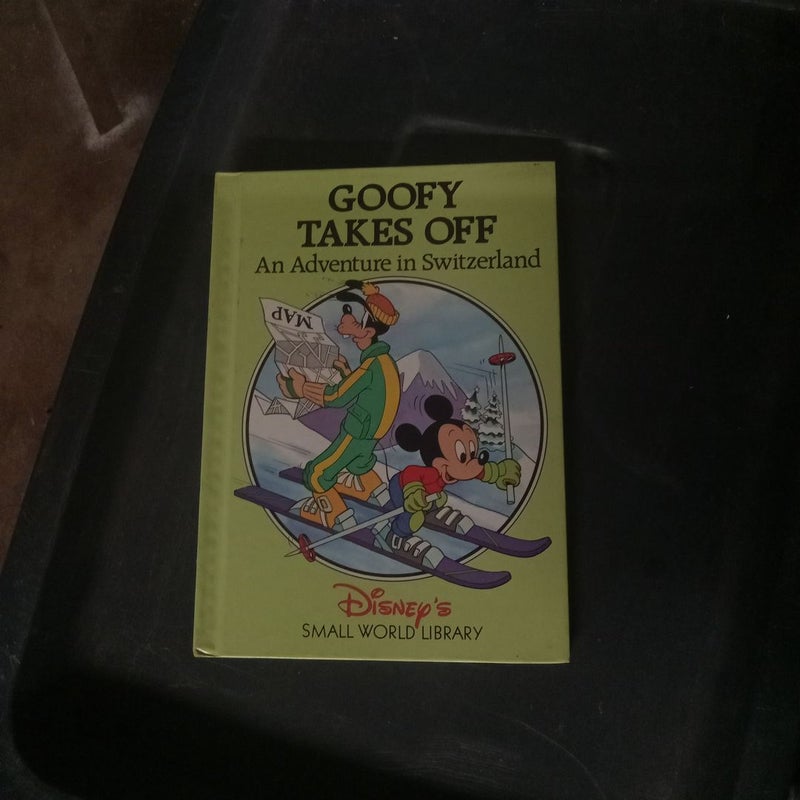 GOOFY
TAKES OFF
An Adventure in Switzerland
MAP
DISNEY'S
SMALL WORLD LIBRARY